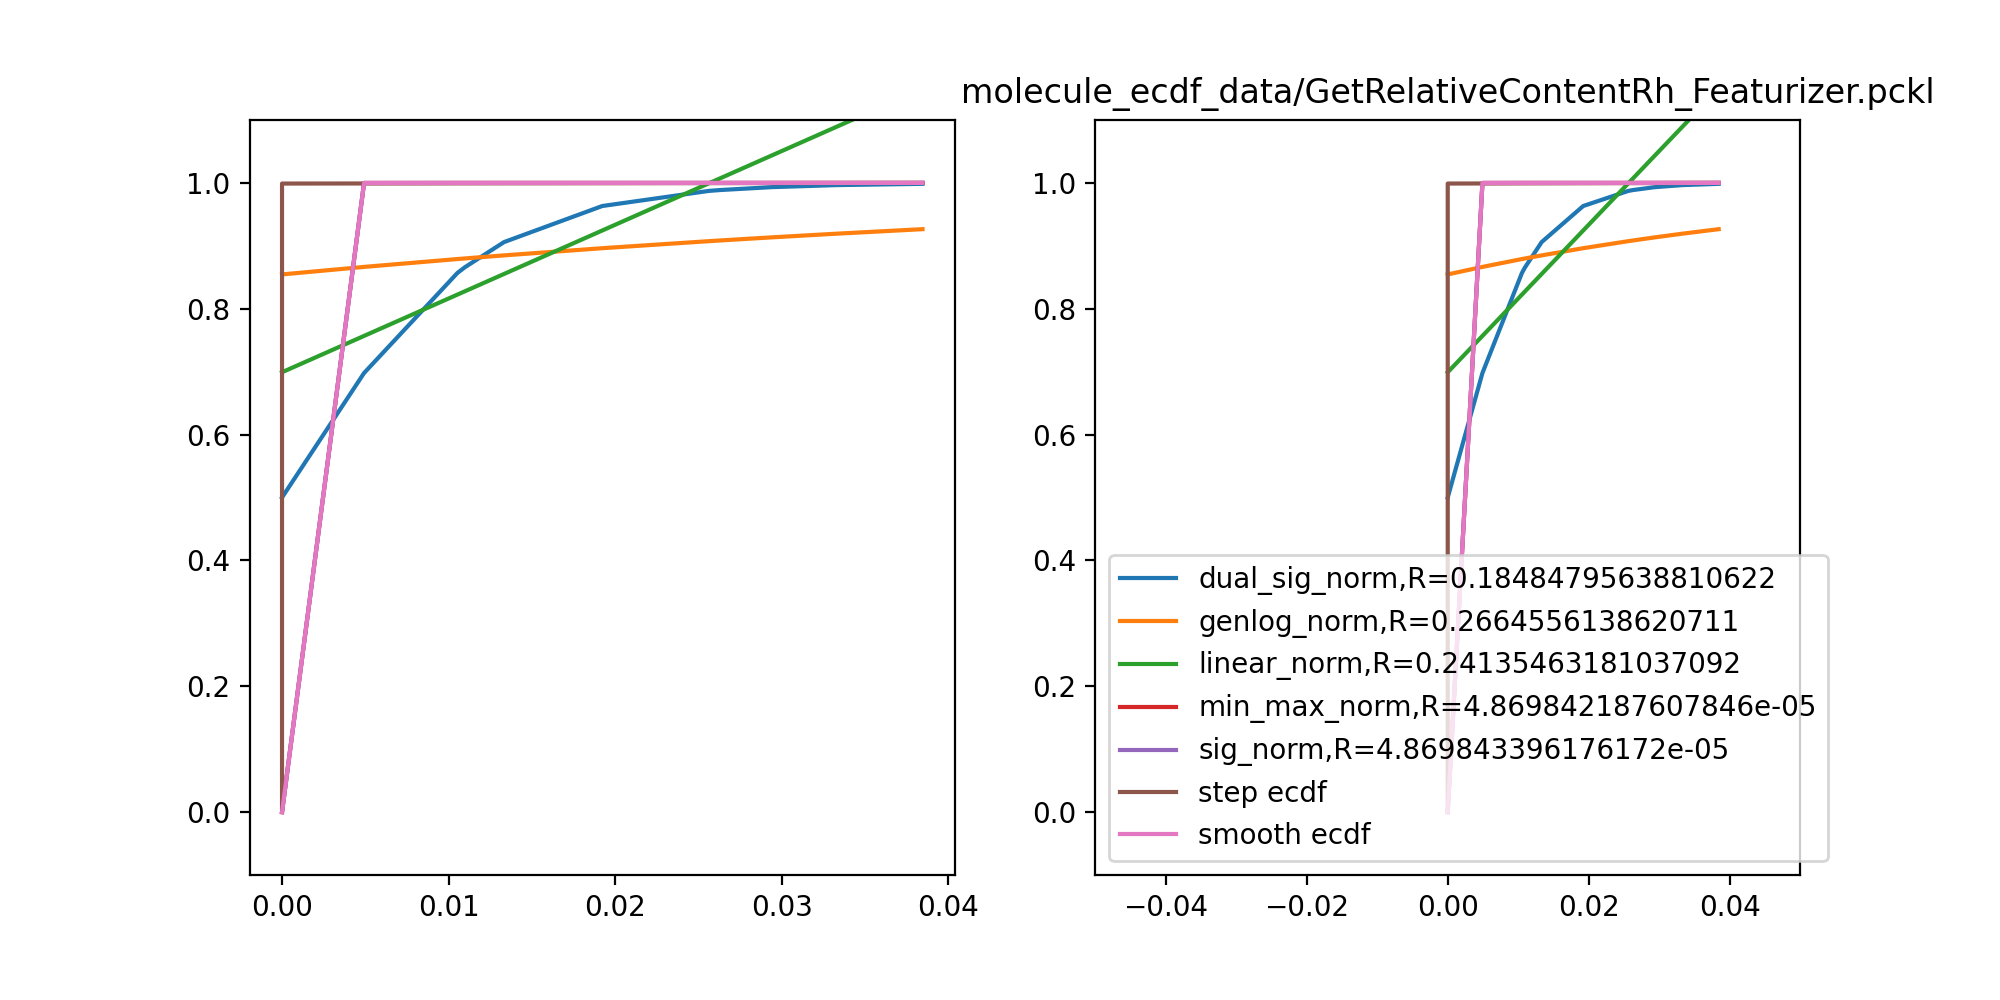 molecule_ecdf_data/GetRelativeContentRh_Featurizer.pckl
1.0
0.8
0.6
0.4
0.2
0.0
0.00 0.01 0.02 0.03 0.04
1.0
0.8
0.6
0.4
0.2
0.0
dual_sig_norm,R=0.18484795638810622
genlog_norm,R=0.2664556138620711
linear_norm,R=0.24135463181037092
min_max_norm,R=4.869842187607846e-05
sig_norm,R=4.869843396176172e-05
step ecdf
smooth ecdf
−0.04 −0.02 0.00 0.02 0.04